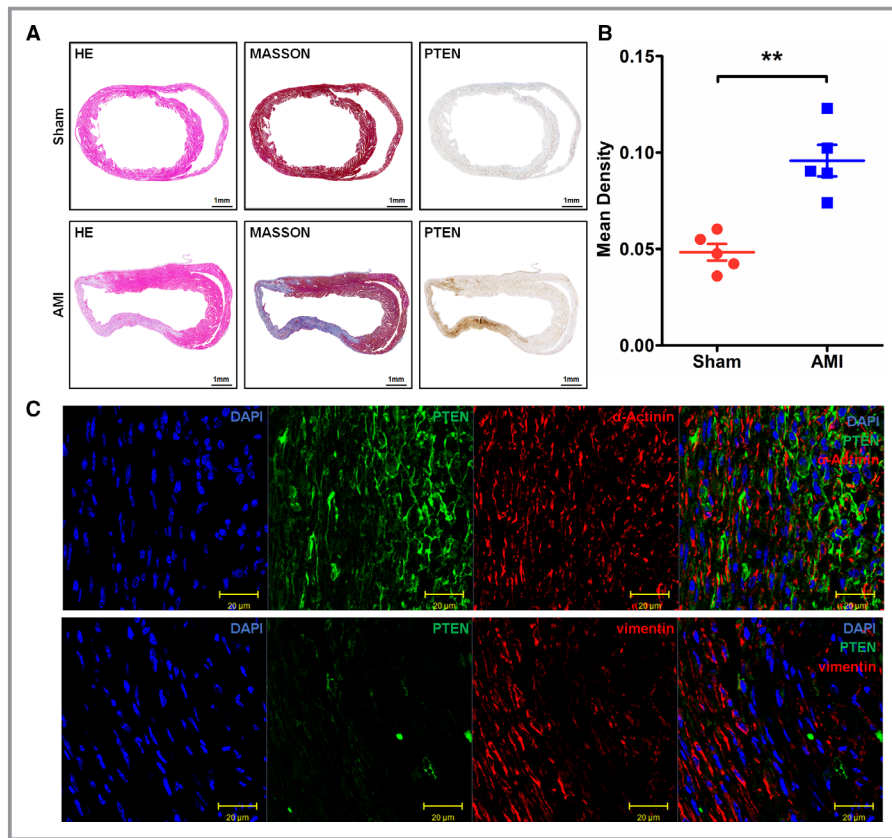 A
HE
MASSON
PTEN
Sham
1mm
1mm
1mm
HE
MASSON
PTEN
AMI
1mm
1mm
1mm
B
0.15
**
0.10
0.05
0.00
Mean Density
Sham
AMI
C
DAPI
PTEN
α-Actinin
DAPI
PTEN
α-Actinin
20 µm
20 µm
20 µm
20 µm
DAPI
PTEN
vimentin
DAPI
PTEN
vimentin
20 µm
20 µm
20 µm
20 µm